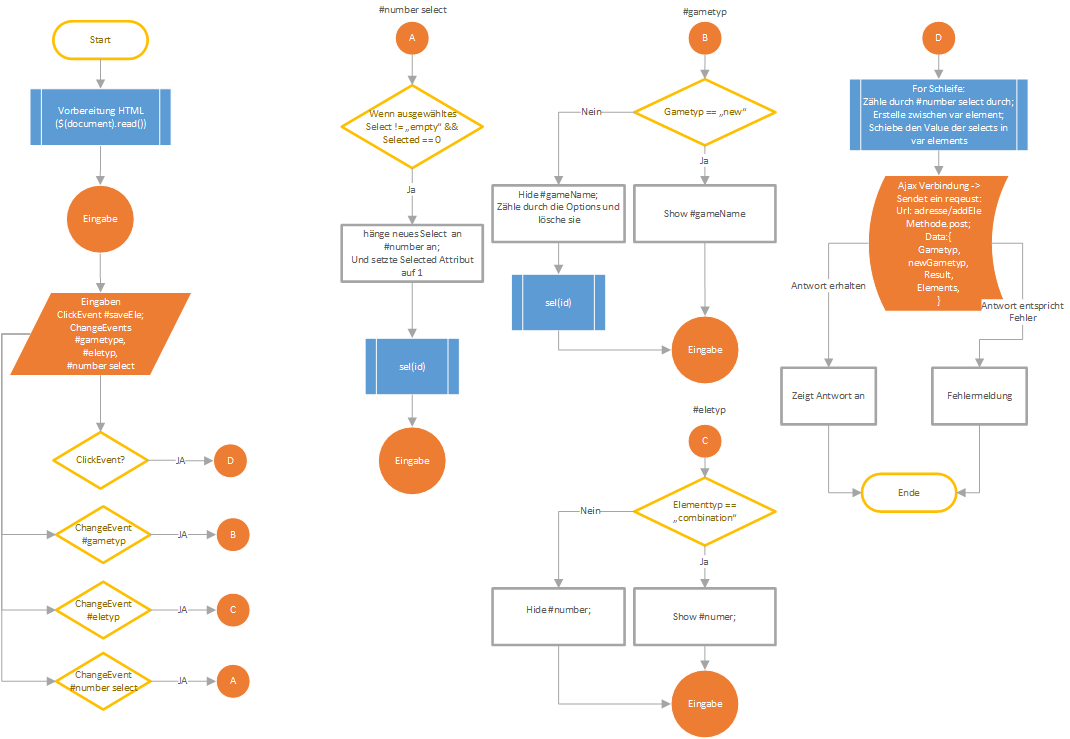 Start
Vorbereitung HTML
($(document).read())
Eingabe
Eingaben
ClickEvent #saveEle;
ChangeEvents
#gametype,
#eletyp,
#number select
ClickEvent?
JA
D
ChangeEvent
#gametyp
JA
B
ChangeEvent
#eletyp
JA
C
ChangeEvent
#number select
JA
A
#number select
A
Wenn ausgewähltes
Select != „empty“ &&
Selected == 0
Ja
hänge neues Select an
#number an;
Und setzte Selected Attribut
auf 1
sel(id)
Eingabe
#gametyp
B
Gametyp == „new“
Nein
Ja
Hide #gameName;
Zähle durch die Options und
lösche sie
Show #gameName
sel(id)
Eingabe
#eletyp
C
Elementtyp ==
„combination“
Nein
Ja
Hide #number;
Show #numer;
Eingabe
D
For Schleife:
Zähle durch #number select durch;
Erstelle zwischen var element;
Schiebe den Value der selects in
var elements
Ajax Verbindung ->
Sendet ein reqeust:
Url: adresse/addEle
Methode.post;
Data:{
Gametyp,
newGametyp,
Result,
Elements,
}
Antwort erhalten
Antwort entspricht
Fehler
Zeigt Antwort an
Fehlermeldung
Ende